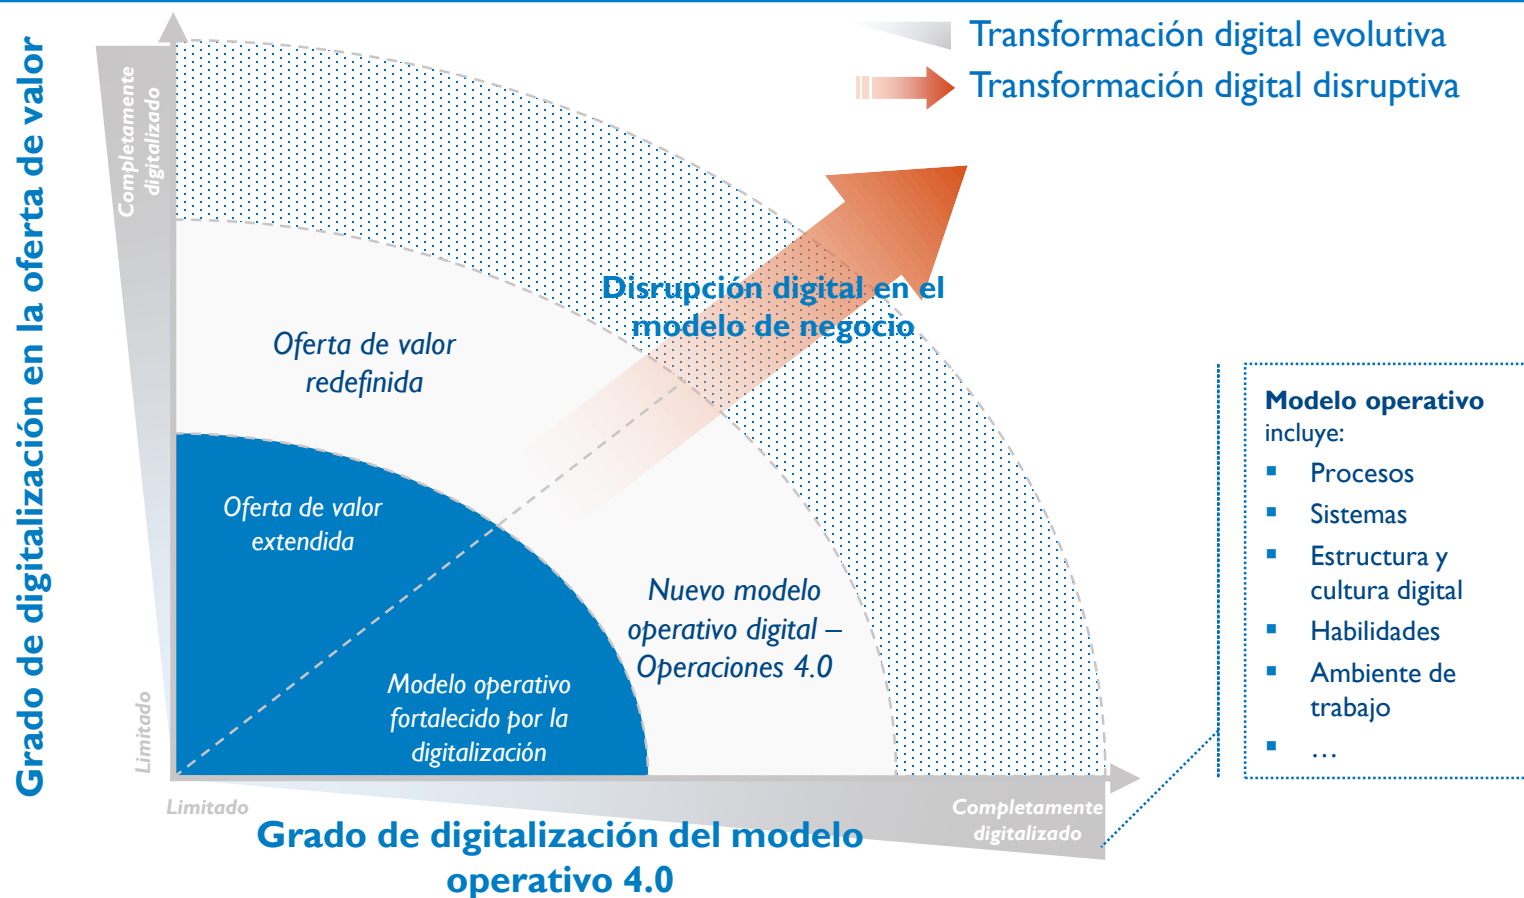 Transformación digital evolutiva
Transformación digital disruptiva
Grado de digitalización en la oferta de valor
Completamente
digitalizado
Limitado
Disrupción digital en el
modelo de negocio
Oferta de valor
redefinida
Oferta de valor
extendida
Nuevo modelo
operativo digital –
Operaciones 4.0
Modelo operativo
fortalecido por la
digitalización
Limitado
Completamente
digitalizado
Grado de digitalización del modelo
operativo 4.0
Modelo operativo
incluye:
▪ Procesos
▪ Sistemas
▪ Estructura y
cultura digital
▪ Habilidades
▪ Ambiente de
trabajo
▪ …